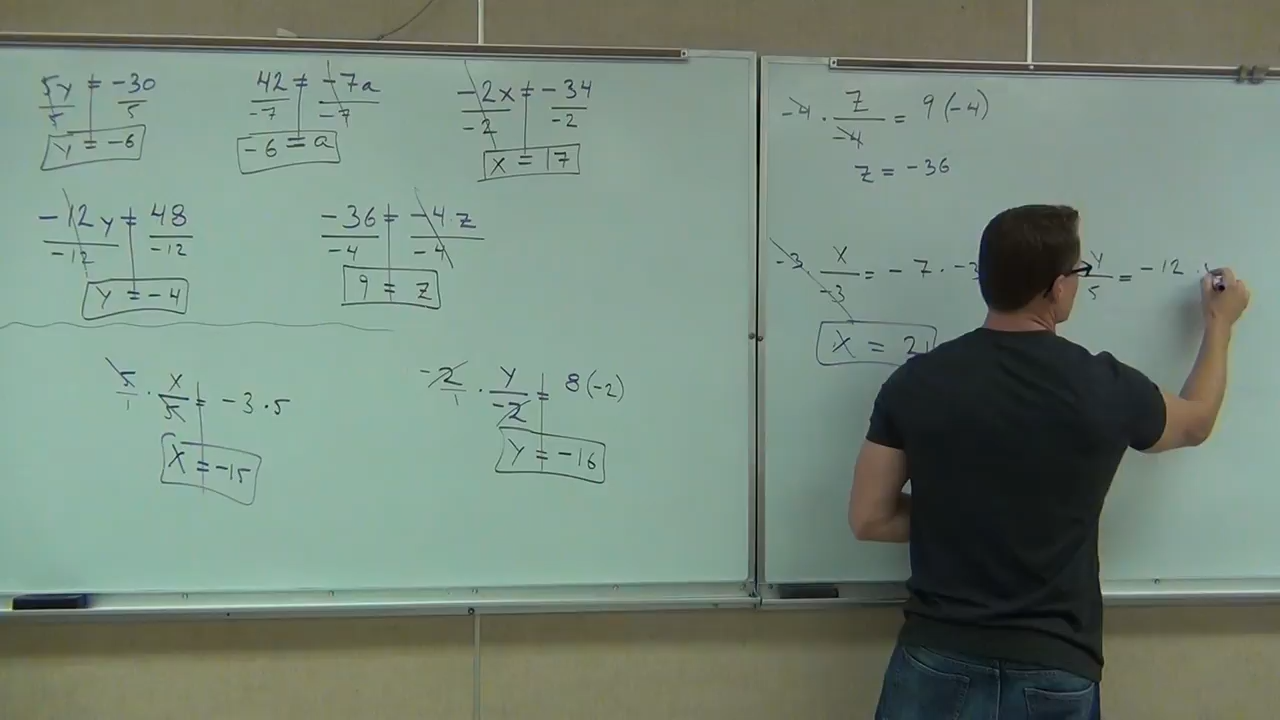 5y = -30
5 5
y = -6
42 = -7a
-7 -7
-6 = a
-2x = -34
-2 -2
x = 17
-12y = 48
-12 -12
y = -4
-36 = -4·z
-4 -4
9 = z
5/1 · x/5 = -3·5
x = -15
-2/1 · y/-2 = 8(-2)
y = -16
-4 · z/-4 = 9(-4)
z = -36
-3 x/-3 = -7·-3
x = 21
y/5 = -12 ·